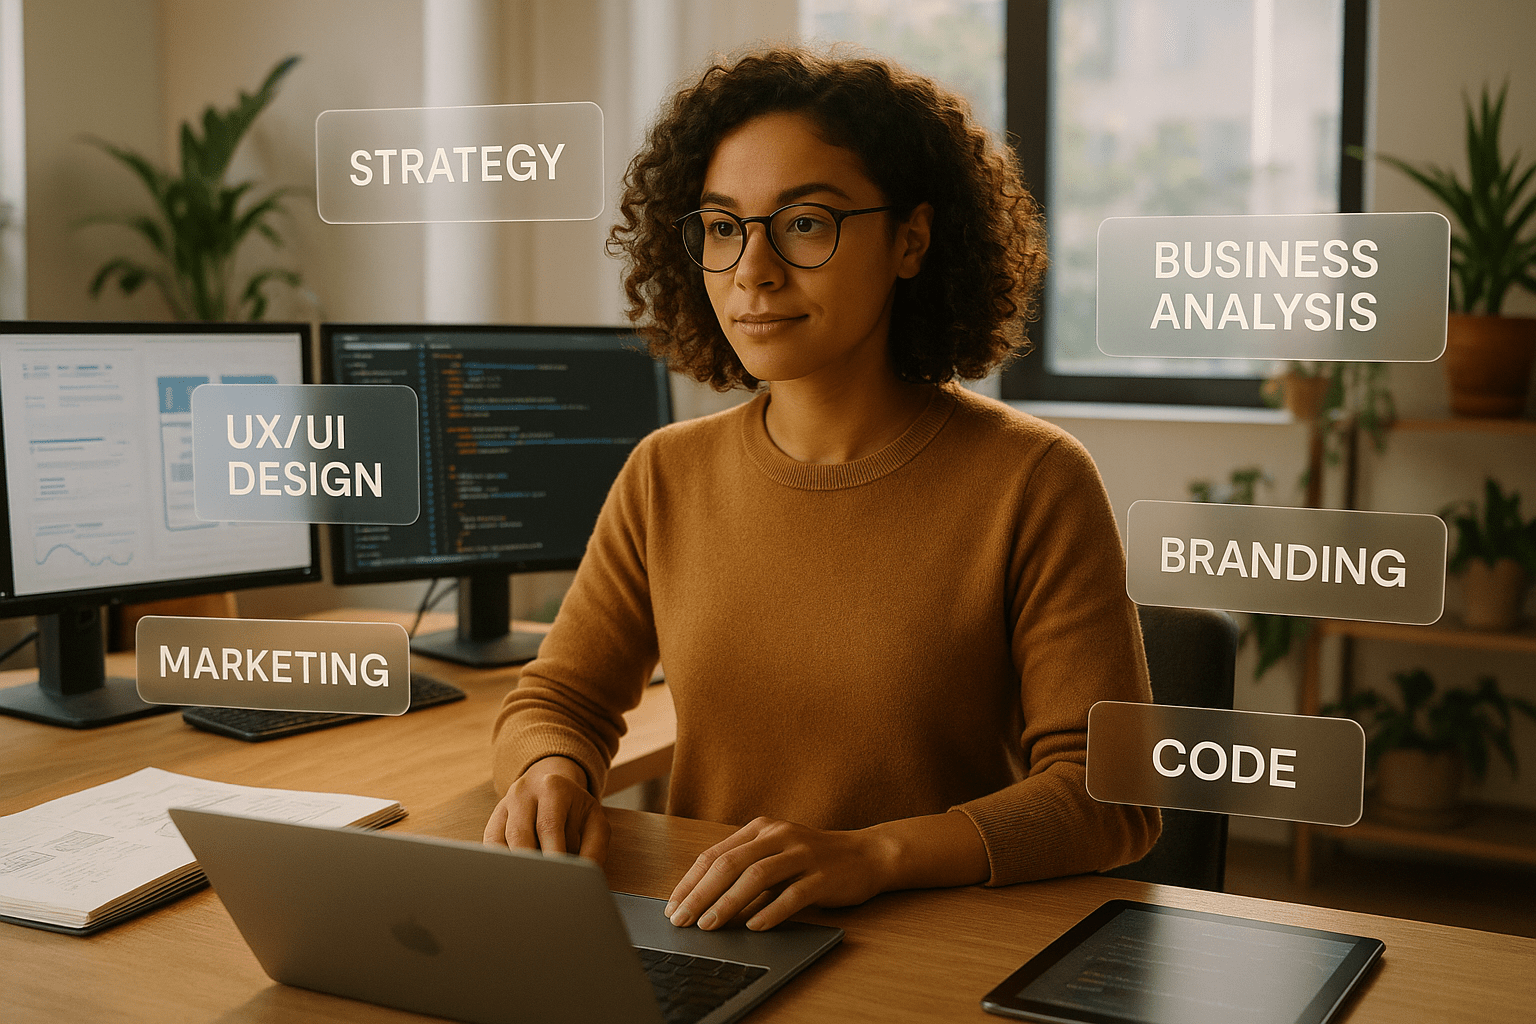 STRATEGY
BUSINESS
ANALYSIS
UX/UI
DESIGN
BRANDING
MARKETING
CODE